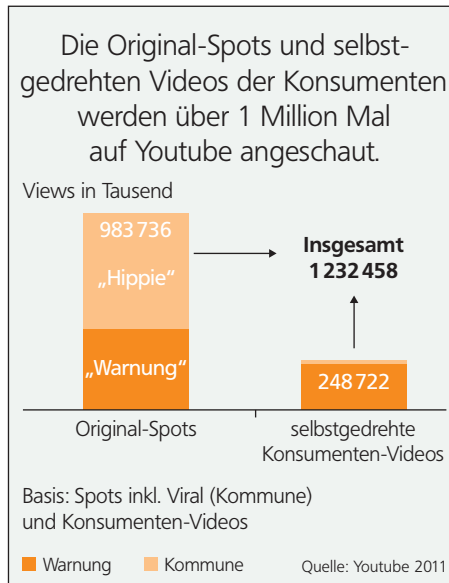 Die Original-Spots und selbst-
gedrehten Videos der Konsumenten
werden über 1 Million Mal
auf Youtube angeschaut.
Views in Tausend
983 736
„Hippie“
„Warnung“
Insgesamt
1 232 458
248 722
Original-Spots
selbstgedrehte
Konsumenten-Videos
Basis: Spots inkl. Viral (Kommune)
und Konsumenten-Videos
Warnung
Kommune
Quelle: Youtube 2011